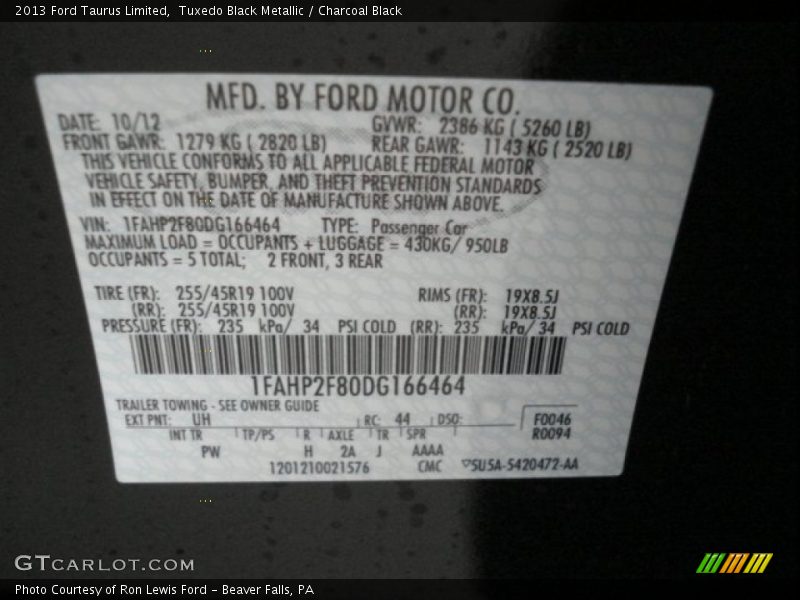 2013 Ford Taurus Limited,  Tuxedo Black Metallic / Charcoal Black
MFD. BY FORD MOTOR CO.
DATE: 10/12 GVWR: 2386 KG ( 5260 LB)
FRONT GAWR: 1279 KG ( 2820 LB) REAR GAWR: 1143 KG ( 2520 LB)
THIS VEHICLE CONFORMS TO ALL APPLICABLE FEDERAL MOTOR
VEHICLE SAFETY, BUMPER, AND THEFT PREVENTION STANDARDS
IN EFFECT ON THE DATE OF MANUFACTURE SHOWN ABOVE.
VIN: 1FAHP2F80DG166464 TYPE: Passenger Car
MAXIMUM LOAD = OCCUPANTS + LUGGAGE = 430KG/ 950LB
OCCUPANTS = 5 TOTAL; 2 FRONT, 3 REAR
TIRE (FR): 255/45R19 100V RIMS (FR): 19X8.5J
(RR): 255/45R19 100V (RR): 19X8.5J
PRESSURE (FR): 235 kPa/ 34 PSI COLD (RR): 235 kPa/ 34 PSI COLD
1FAHP2F80DG166464
TRAILER TOWING - SEE OWNER GUIDE
EXT PNT: UH RC: 44 DSO: F0046
INT TR TP/PS R AXLE TR SPR R0094
PW H 2A J AAAA
1201210021576 CMC SU5A-5420472-AA
GTCARLOT.COM
Photo Courtesy of Ron Lewis Ford - Beaver Falls, PA